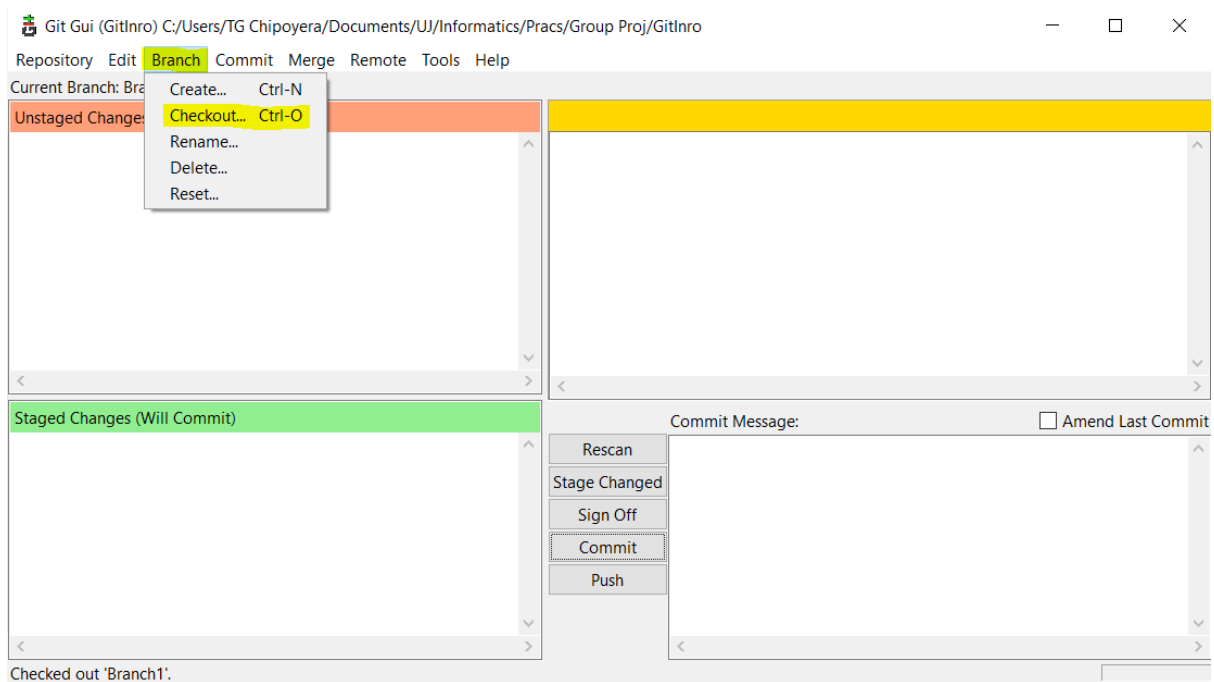 Git Gui (GitInro) C:/Users/TG Chipoyera/Documents/UJ/Informatics/Pracs/Group Proj/GitInro
Repository Edit Branch Commit Merge Remote Tools Help
Current Branch: Bra
Create... Ctrl-N
Unstaged Changes
Checkout... Ctrl-O
Rename...
Delete...
Reset...
Staged Changes (Will Commit)
Commit Message:
Amend Last Commit
Rescan
Stage Changed
Sign Off
Commit
Push
Checked out 'Branch1'.